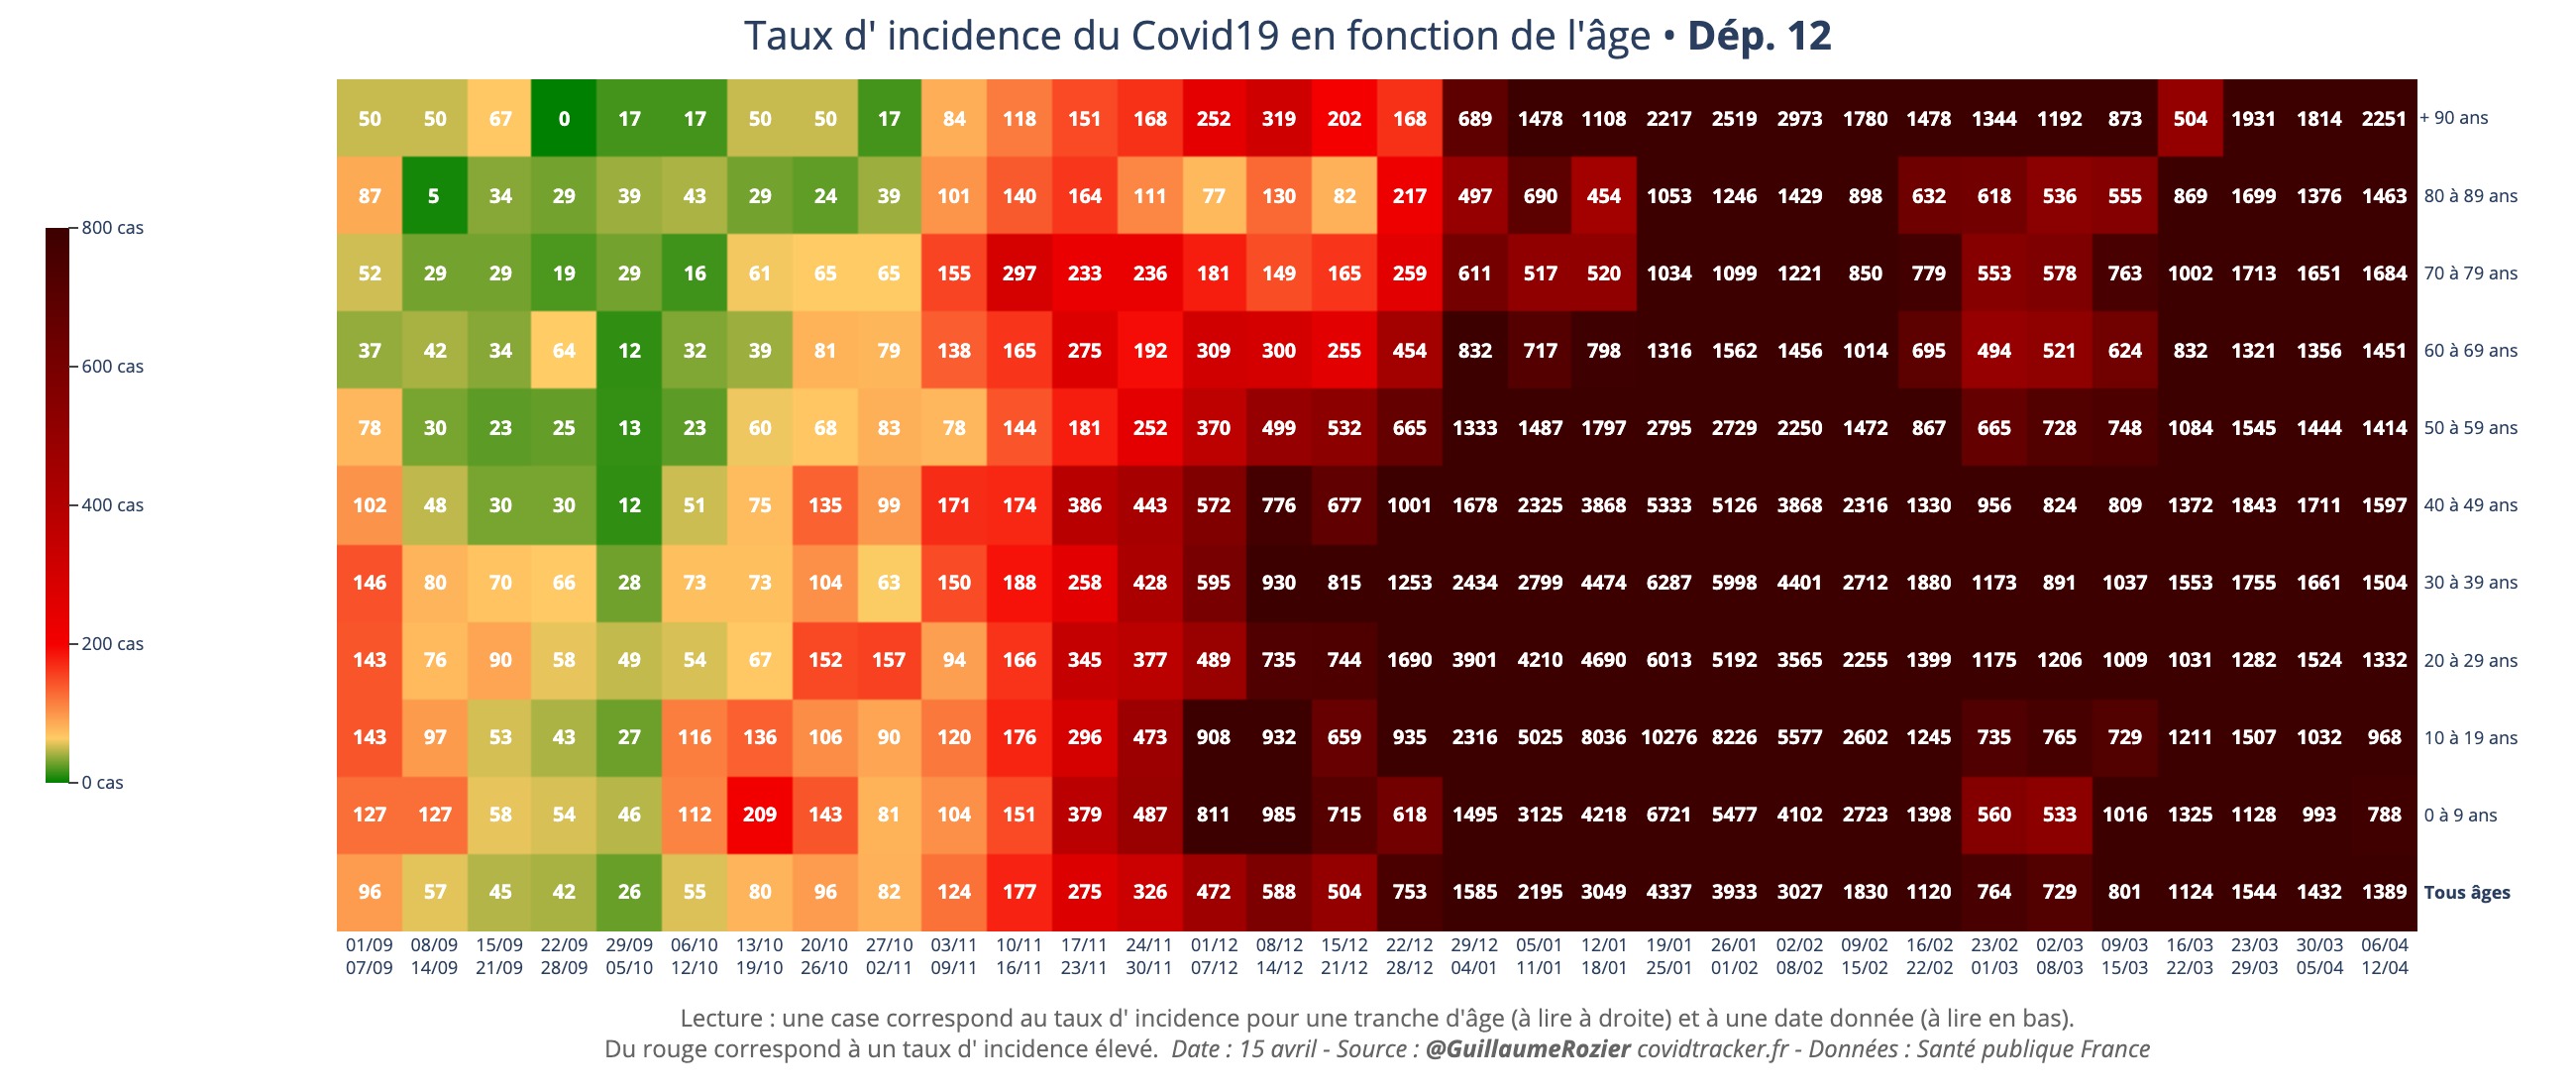 Taux d' incidence du Covid19 en fonction de l'âge • Dép. 12
800 cas
600 cas
400 cas
200 cas
0 cas
50 50 67 0 17 17 50 50 17 84 118 151 168 252 319 202 168 689 1478 1108 2217 2519 2973 1780 1478 1344 1192 873 504 1931 1814 2251 + 90 ans
87 5 34 29 39 43 29 24 39 101 140 164 111 77 130 82 217 497 690 454 1053 1246 1429 898 632 618 536 555 869 1699 1376 1463 80 à 89 ans
52 29 29 19 29 16 61 65 65 155 297 233 236 181 149 165 259 611 517 520 1034 1099 1221 850 779 553 578 763 1002 1713 1651 1684 70 à 79 ans
37 42 34 64 12 32 39 81 79 138 165 275 192 309 300 255 454 832 717 798 1316 1562 1456 1014 695 494 521 624 832 1321 1356 1451 60 à 69 ans
78 30 23 25 13 23 60 68 83 78 144 181 252 370 499 532 665 1333 1487 1797 2795 2729 2250 1472 867 665 728 748 1084 1545 1444 1414 50 à 59 ans
102 48 30 30 12 51 75 135 99 171 174 386 443 572 776 677 1001 1678 2325 3868 5333 5126 3868 2316 1330 956 824 809 1372 1843 1711 1597 40 à 49 ans
146 80 70 66 28 73 73 104 63 150 188 258 428 595 930 815 1253 2434 2799 4474 6287 5998 4401 2712 1880 1173 891 1037 1553 1755 1661 1504 30 à 39 ans
143 76 90 58 49 54 67 152 157 94 166 345 377 489 735 744 1690 3901 4210 4690 6013 5192 3565 2255 1399 1175 1206 1009 1031 1282 1524 1332 20 à 29 ans
143 97 53 43 27 116 136 106 90 120 176 296 473 908 932 659 935 2316 5025 8036 10276 8226 5577 2602 1245 735 765 729 1211 1507 1032 968 10 à 19 ans
127 127 58 54 46 112 209 143 81 104 151 379 487 811 985 715 618 1495 3125 4218 6721 5477 4102 2723 1398 560 533 1016 1325 1128 993 788 0 à 9 ans
96 57 45 42 26 55 80 96 82 124 177 275 326 472 588 504 753 1585 2195 3049 4337 3933 3027 1830 1120 764 729 801 1124 1544 1432 1389 Tous âges
01/09 08/09 15/09 22/09 29/09 06/10 13/10 20/10 27/10 03/11 10/11 17/11 24/11 01/12 08/12 15/12 22/12 29/12 05/01 12/01 19/01 26/01 02/02 09/02 16/02 23/02 02/03 09/03 16/03 23/03 30/03 06/04
07/09 14/09 21/09 28/09 05/10 12/10 19/10 26/10 02/11 09/11 16/11 23/11 30/11 07/12 14/12 21/12 28/12 04/01 11/01 18/01 25/01 01/02 08/02 15/02 22/02 01/03 08/03 15/03 22/03 29/03 05/04 12/04
Lecture : une case correspond au taux d' incidence pour une tranche d'âge (à lire à droite) et à une date donnée (à lire en bas).
Du rouge correspond à un taux d' incidence élevé. Date : 15 avril - Source : @GuillaumeRozier covidtracker.fr - Données : Santé publique France